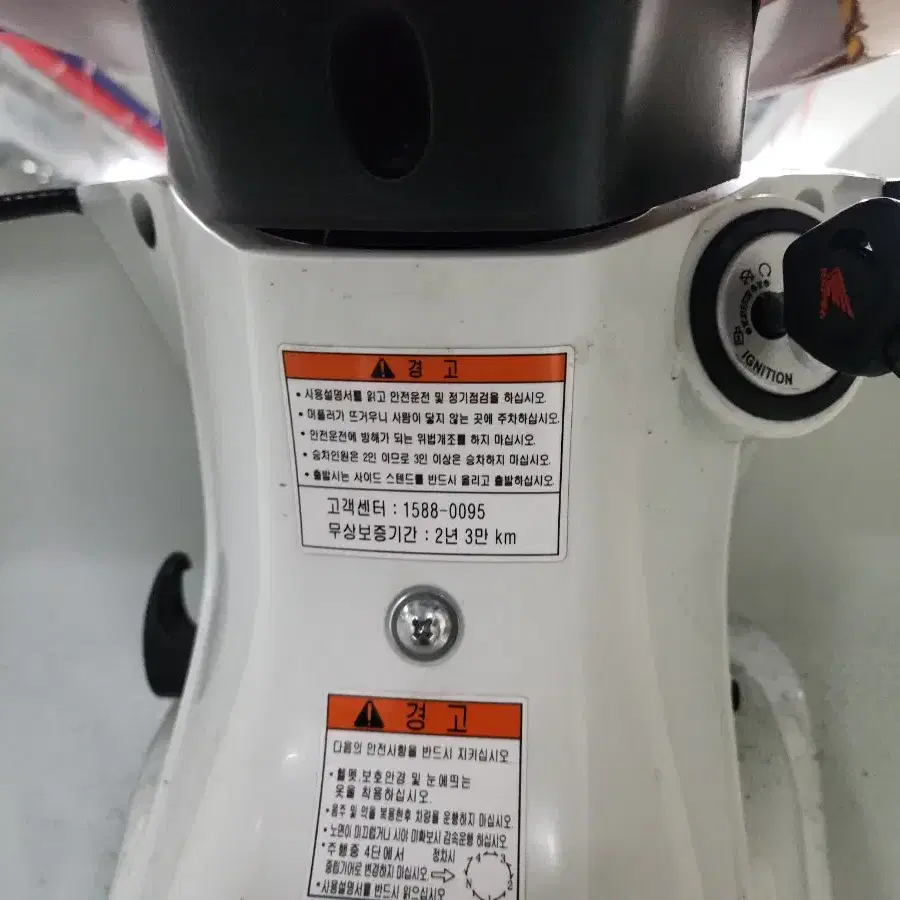 IGNITION
경고
• 사용설명서를 읽고 안전운전 및 정기점검을 하십시오.
• 머플러가 뜨거우니 사람이 닿지 않는 곳에 주차하십시오.
• 안전운전에 방해가 되는 위법개조를 하지 마십시오.
• 승차인원은 2인 이므로 3인 이상은 승차하지 마십시오.
• 출발시는 사이드 스텐드를 반드시 올리고 출발하십시오.
고객센터 : 1588-0095
무상보증기간 : 2년 3만 km
경고
다음의 안전사항을 반드시 지키십시오
• 헬멧.보호안경 및 눈에띄는
옷을 착용하십시오.
• 음주 및 약을 복용한후 차량을 운행하지 마십시오.
• 노면이 미끄럽거나 시야 미확보시 감속운행 하십시오.
• 주행중 4단에서 정차시
중립기어로 변경하지 마십시오.
4 3 N 2
• 사용설명서를 반드시 읽으십시오